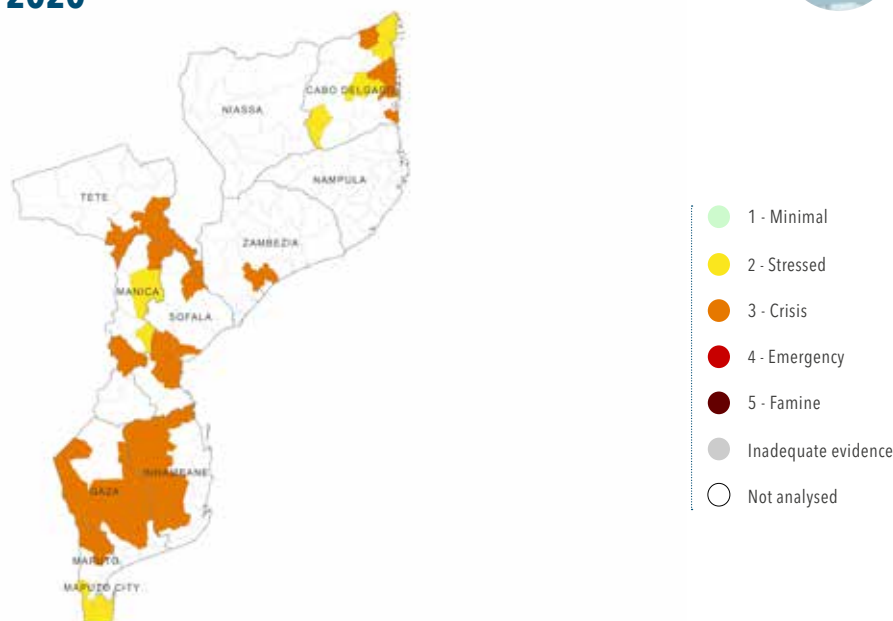 2020
CABO DELGADO
NIASSA
NAMPULA
TETE
ZAMBEZIA
MANICA
SOFALA
INHAMBANE
GAZA
MAPUTO
MAPUTO CITY
1 - Minimal
2 - Stressed
3 - Crisis
4 - Emergency
5 - Famine
Inadequate evidence
Not analysed